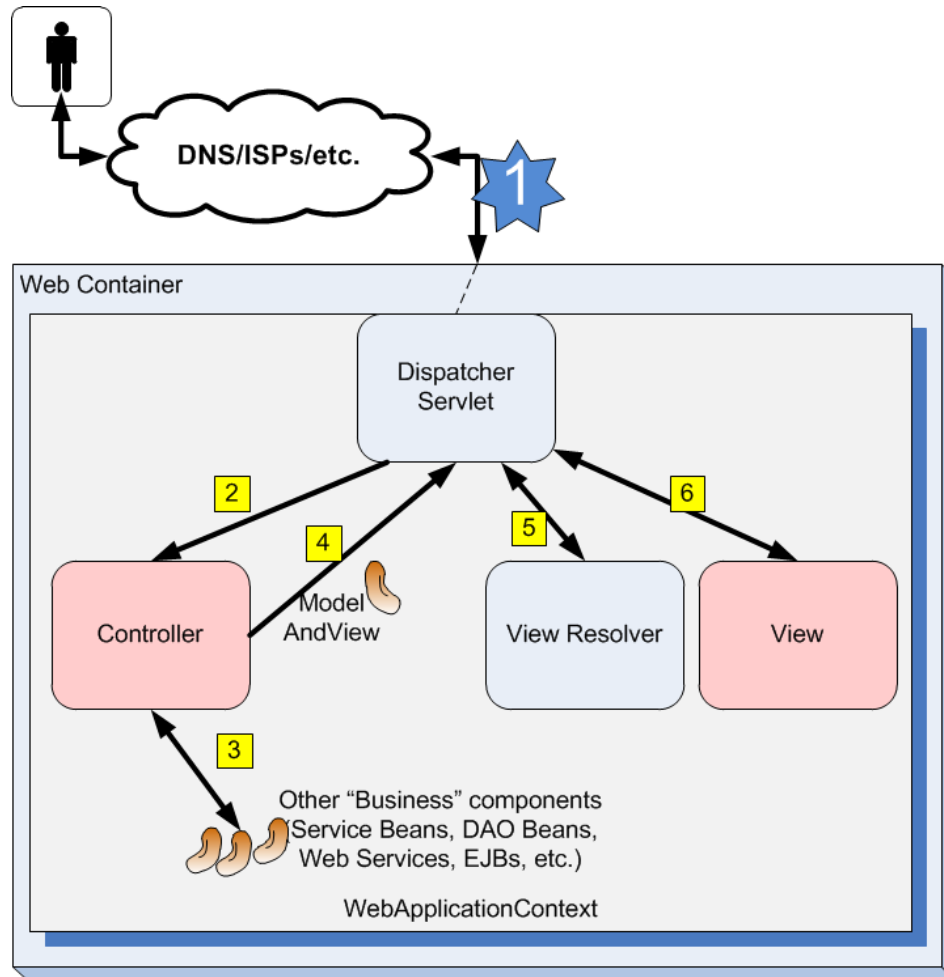 DNS/ISPs/etc.
1
Web Container
Dispatcher
Servlet
2
4
5
6
Model
AndView
Controller
View Resolver
View
3
Other “Business” components
(Service Beans, DAO Beans,
Web Services, EJBs, etc.)
WebApplicationContext